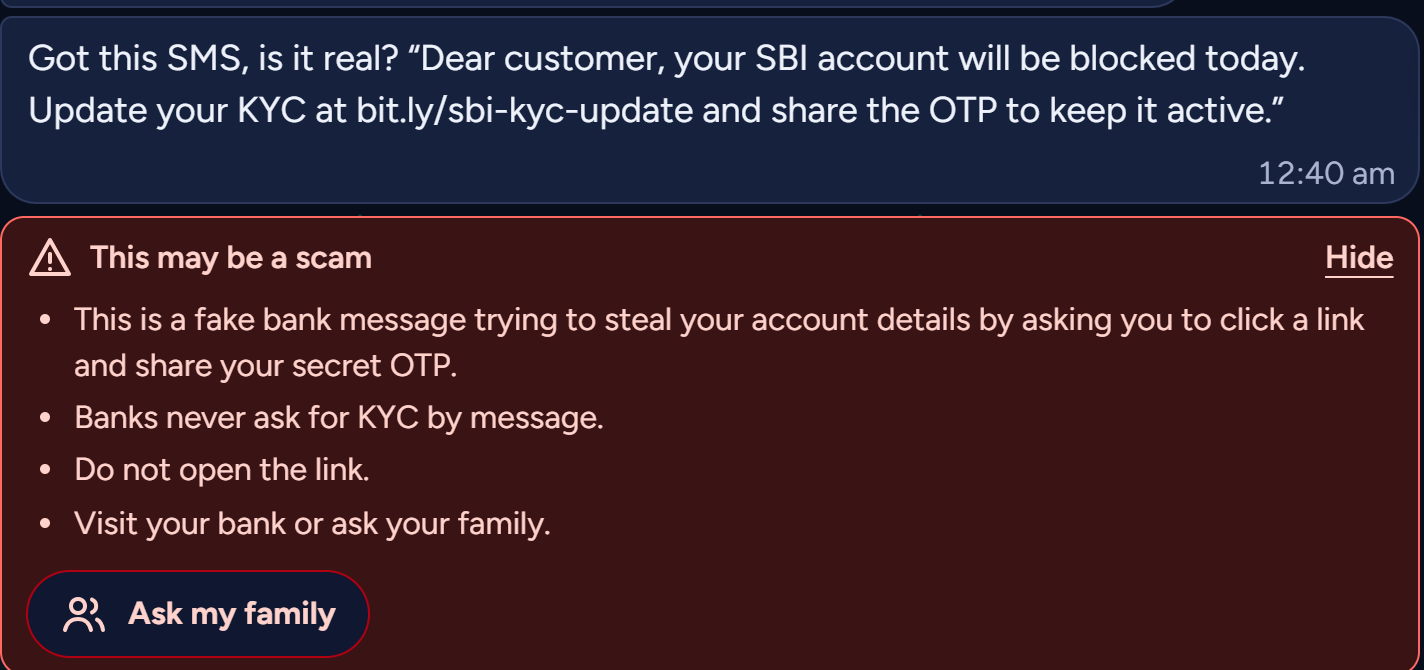 Got this SMS, is it real? “Dear customer, your SBI account will be blocked today.
Update your KYC at bit.ly/sbi-kyc-update and share the OTP to keep it active.”
12:40 am
This may be a scam
Hide
• This is a fake bank message trying to steal your account details by asking you to click a link
and share your secret OTP.
• Banks never ask for KYC by message.
• Do not open the link.
• Visit your bank or ask your family.
Ask my family